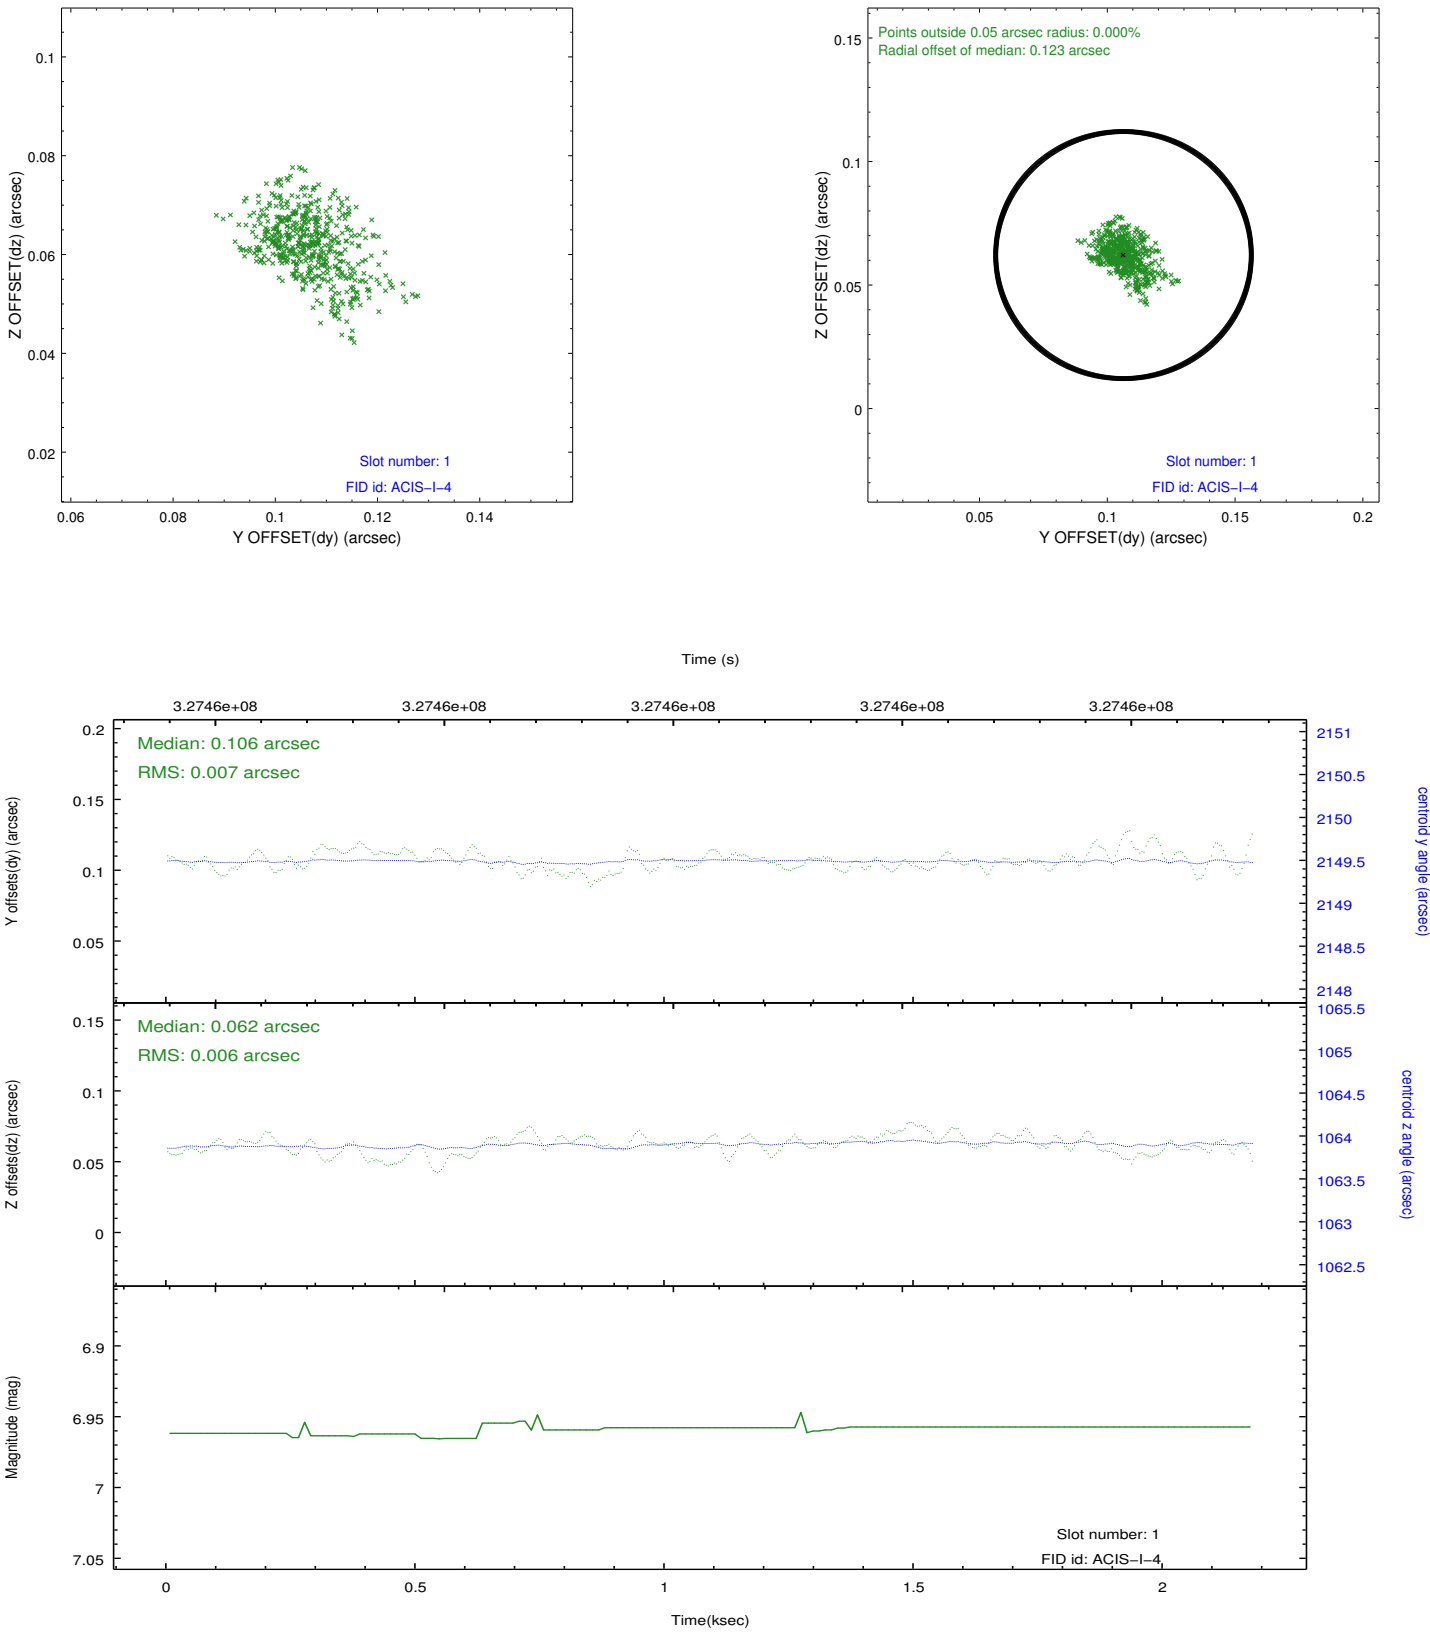 0.1
0.08
0.06
0.04
0.02
Z OFFSET(dz) (arcsec)
Slot number: 1
FID id: ACIS−I−4
0.06 0.08 0.1 0.12 0.14
Y OFFSET(dy) (arcsec)
Points outside 0.05 arcsec radius: 0.000%
Radial offset of median: 0.123 arcsec
0.15
0.1
0.05
0
Z OFFSET(dz) (arcsec)
Slot number: 1
FID id: ACIS−I−4
0.05 0.1 0.15 0.2
Y OFFSET(dy) (arcsec)
Time (s)
3.2746e+08 3.2746e+08 3.2746e+08 3.2746e+08 3.2746e+08
Median: 0.106 arcsec
RMS: 0.007 arcsec
0.2
0.15
0.1
0.05
Y offsets(dy) (arcsec)
2151
2150.5
2150
2149.5
2149
2148.5
2148
centroid y angle (arcsec)
Median: 0.062 arcsec
RMS: 0.006 arcsec
0.15
0.1
0.05
0
Z offsets(dz) (arcsec)
1065.5
1065
1064.5
1064
1063.5
1063
1062.5
centroid z angle (arcsec)
6.9
6.95
7
7.05
Magnitude (mag)
Slot number: 1
FID id: ACIS−I−4
0 0.5 1 1.5 2
Time(ksec)